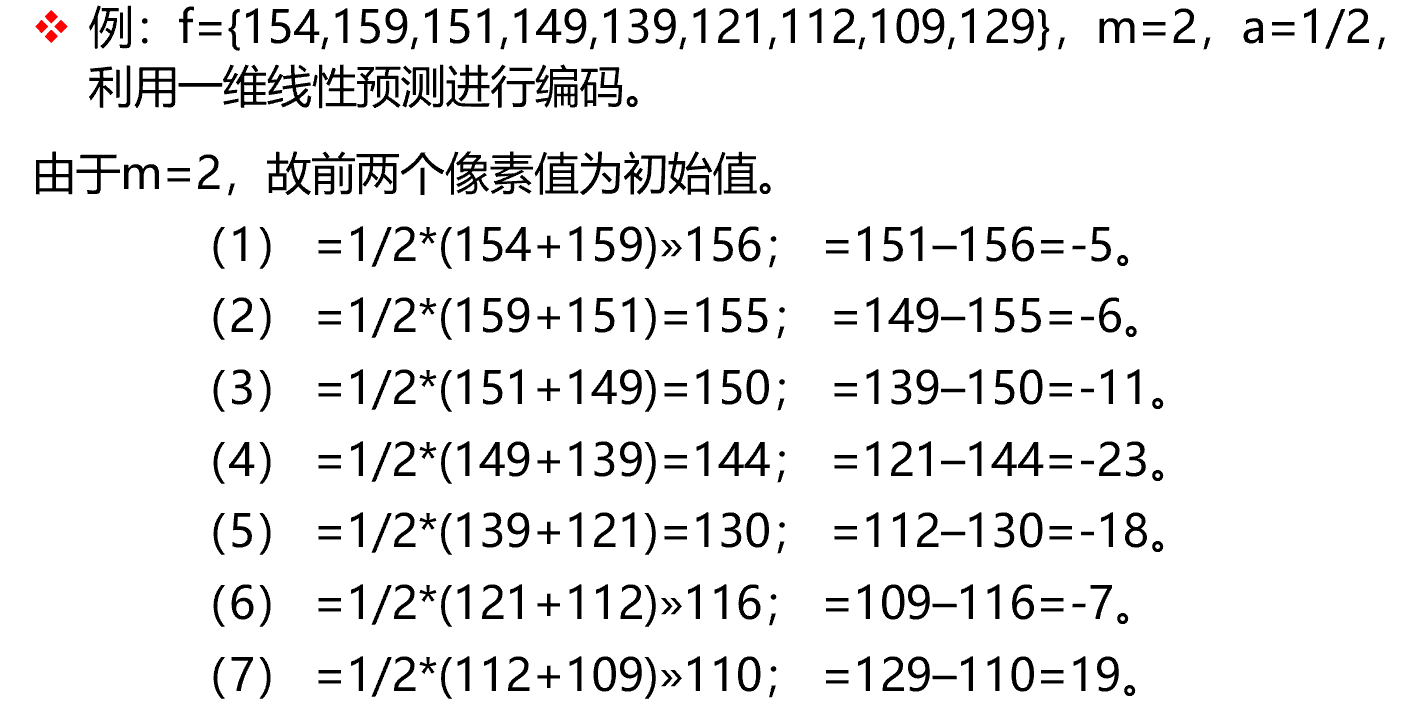 ❖ 例：f={154,159,151,149,139,121,112,109,129}，m=2，a=1/2，
利用一维线性预测进行编码。
由于m=2，故前两个像素值为初始值。
(1) =1/2*(154+159)»156； =151–156=-5。
(2) =1/2*(159+151)=155； =149–155=-6。
(3) =1/2*(151+149)=150； =139–150=-11。
(4) =1/2*(149+139)=144； =121–144=-23。
(5) =1/2*(139+121)=130； =112–130=-18。
(6) =1/2*(121+112)»116； =109–116=-7。
(7) =1/2*(112+109)»110； =129–110=19。